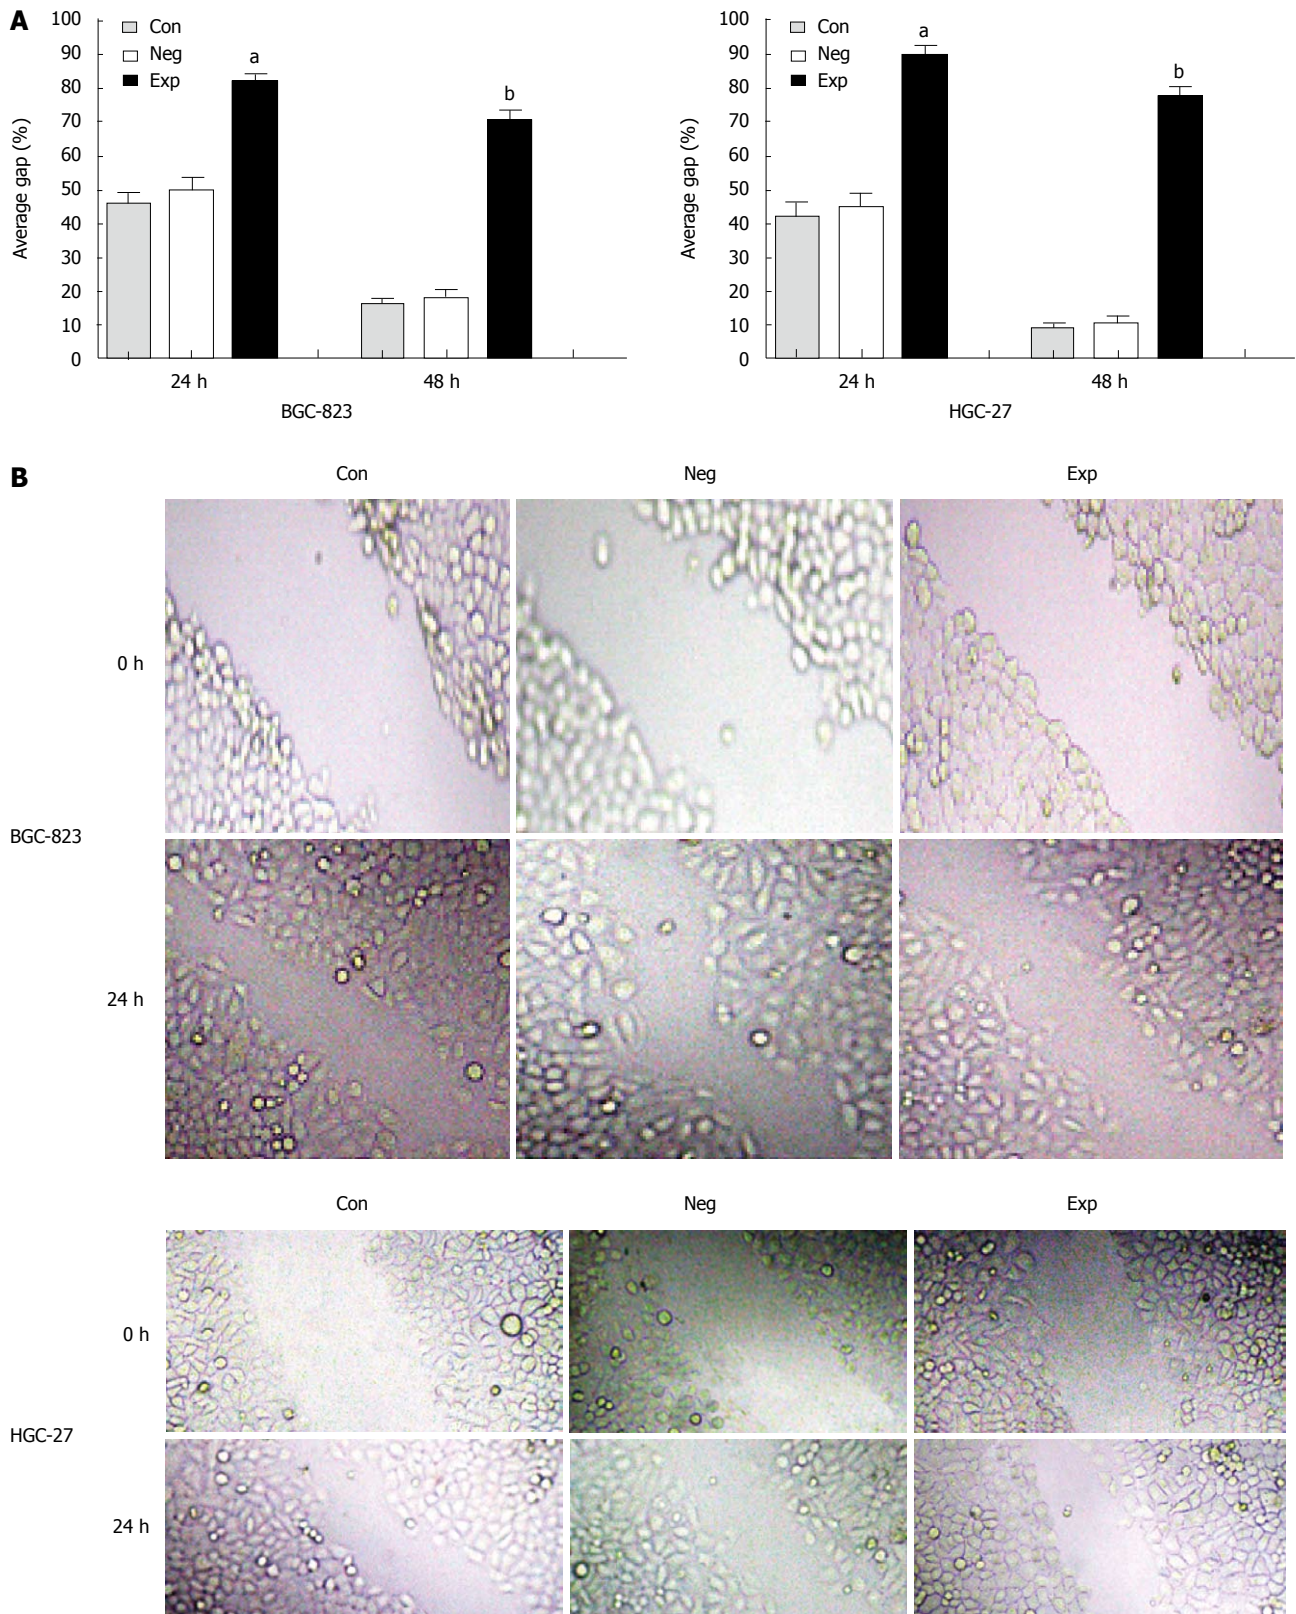 A
100
90
80
70
60
50
40
30
20
10
0
Average gap (%)
Con
Neg
Exp
a
b
24 h
48 h
BGC-823
100
90
80
70
60
50
40
30
20
10
0
Average gap (%)
Con
Neg
Exp
a
b
24 h
48 h
HGC-27
B
Con
Neg
Exp
0 h
BGC-823
24 h
Con
Neg
Exp
0 h
HGC-27
24 h